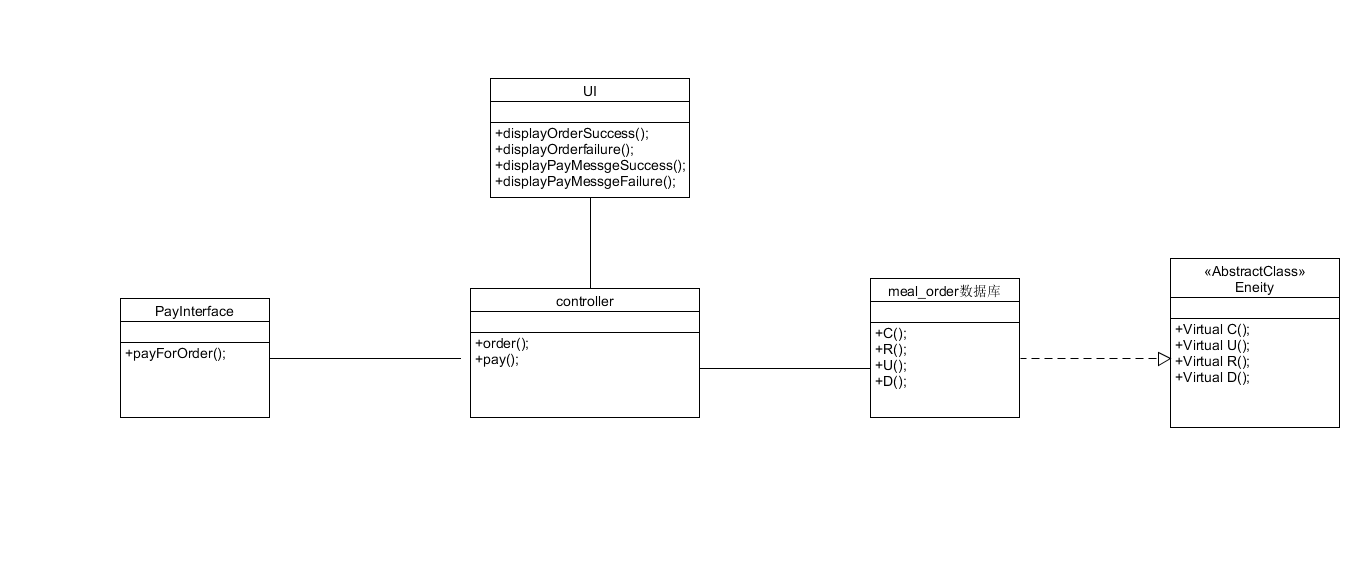 UI
+displayOrderSuccess();
+displayOrderfailure();
+displayPayMessgeSuccess();
+displayPayMessgeFailure();
PayInterface
+payForOrder();
controller
+order();
+pay();
meal_order数据库
+C();
+R();
+U();
+D();
«AbstractClass»
Eneity
+Virtual C();
+Virtual U();
+Virtual R();
+Virtual D();